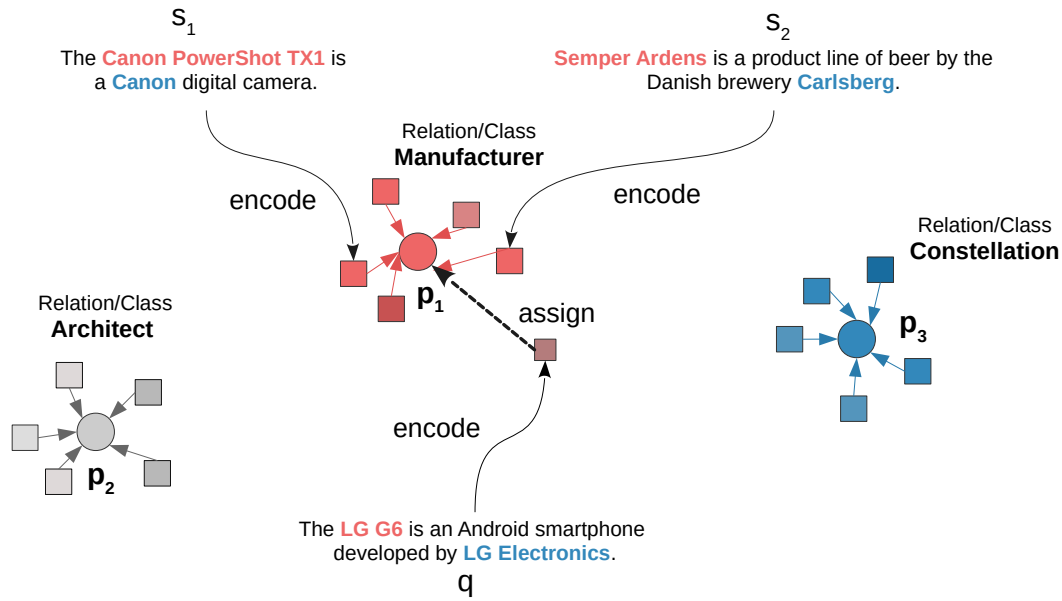 s1
The Canon PowerShot TX1 is
a Canon digital camera.
s2
Semper Ardens is a product line of beer by the
Danish brewery Carlsberg.
Relation/Class
Manufacturer
encode
encode
Relation/Class
Constellation
p1
assign
p3
Relation/Class
Architect
p2
encode
The LG G6 is an Android smartphone
developed by LG Electronics.
q